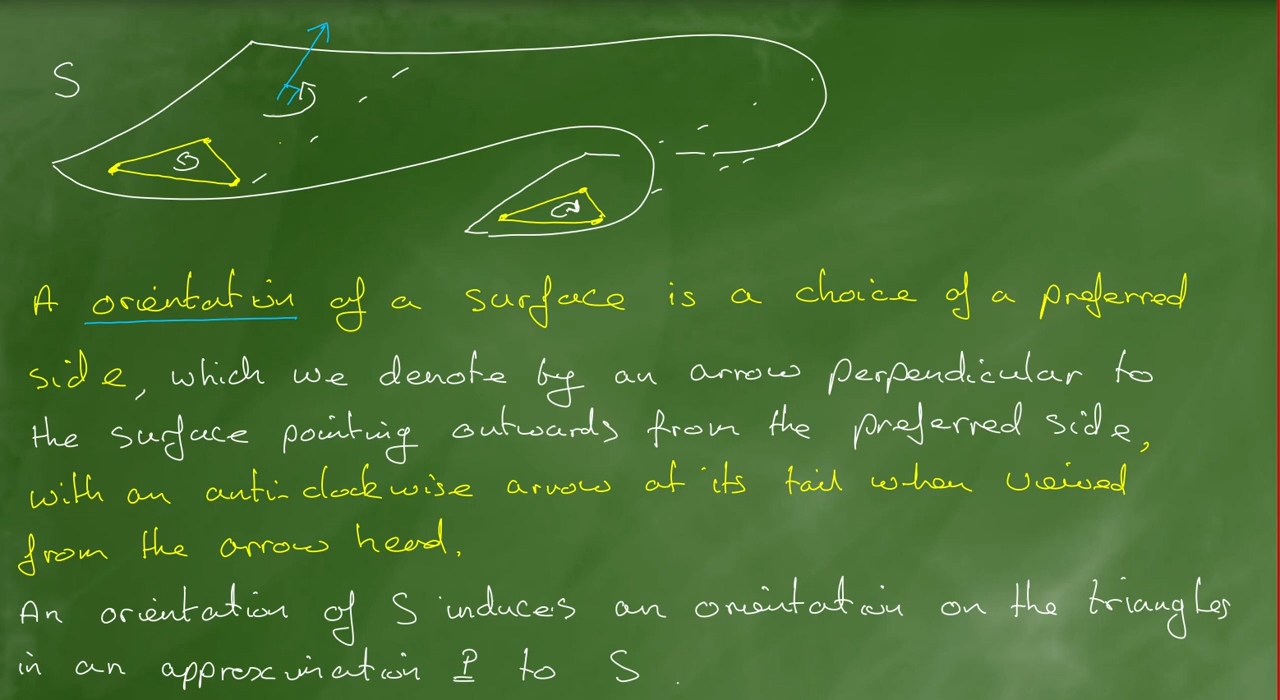 S
A orientation of a surface is a choice of a preferred
side, which we denote by an arrow perpendicular to
the surface pointing outwards from the preferred side,
with an anti-clockwise arrow at its tail when veiwed
from the arrow head.
An orientation of S induces an orientation on the triangles
in an approximation P to S.